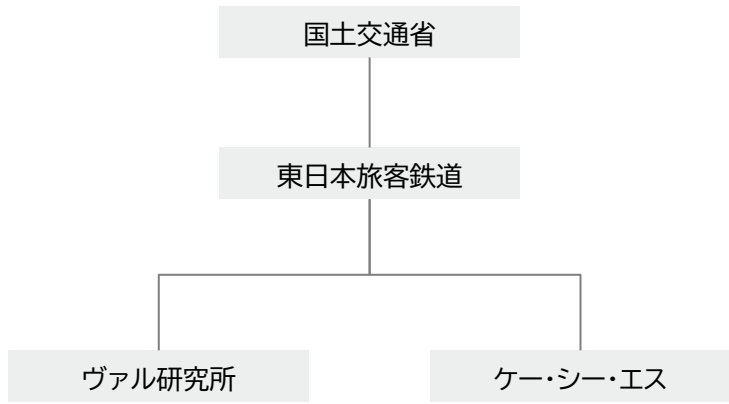 国土交通省
東日本旅客鉄道
ヴァル研究所
ケー・シー・エス